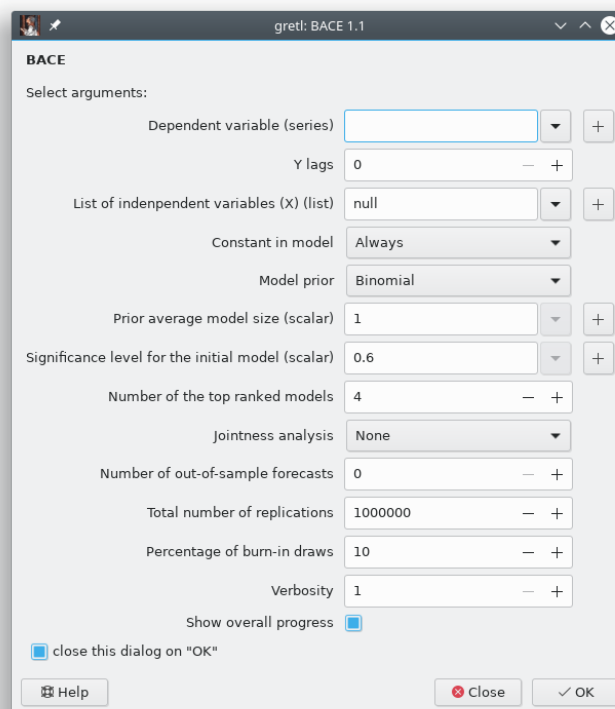 gretl: BACE 1.1
BACE
Select arguments:
Dependent variable (series)
Y lags 0
List of indenpendent variables (X) (list) null
Constant in model Always
Model prior Binomial
Prior average model size (scalar) 1
Significance level for the initial model (scalar) 0.6
Number of the top ranked models 4
Jointness analysis None
Number of out-of-sample forecasts 0
Total number of replications 1000000
Percentage of burn-in draws 10
Verbosity 1
Show overall progress
close this dialog on "OK"
Help Close OK